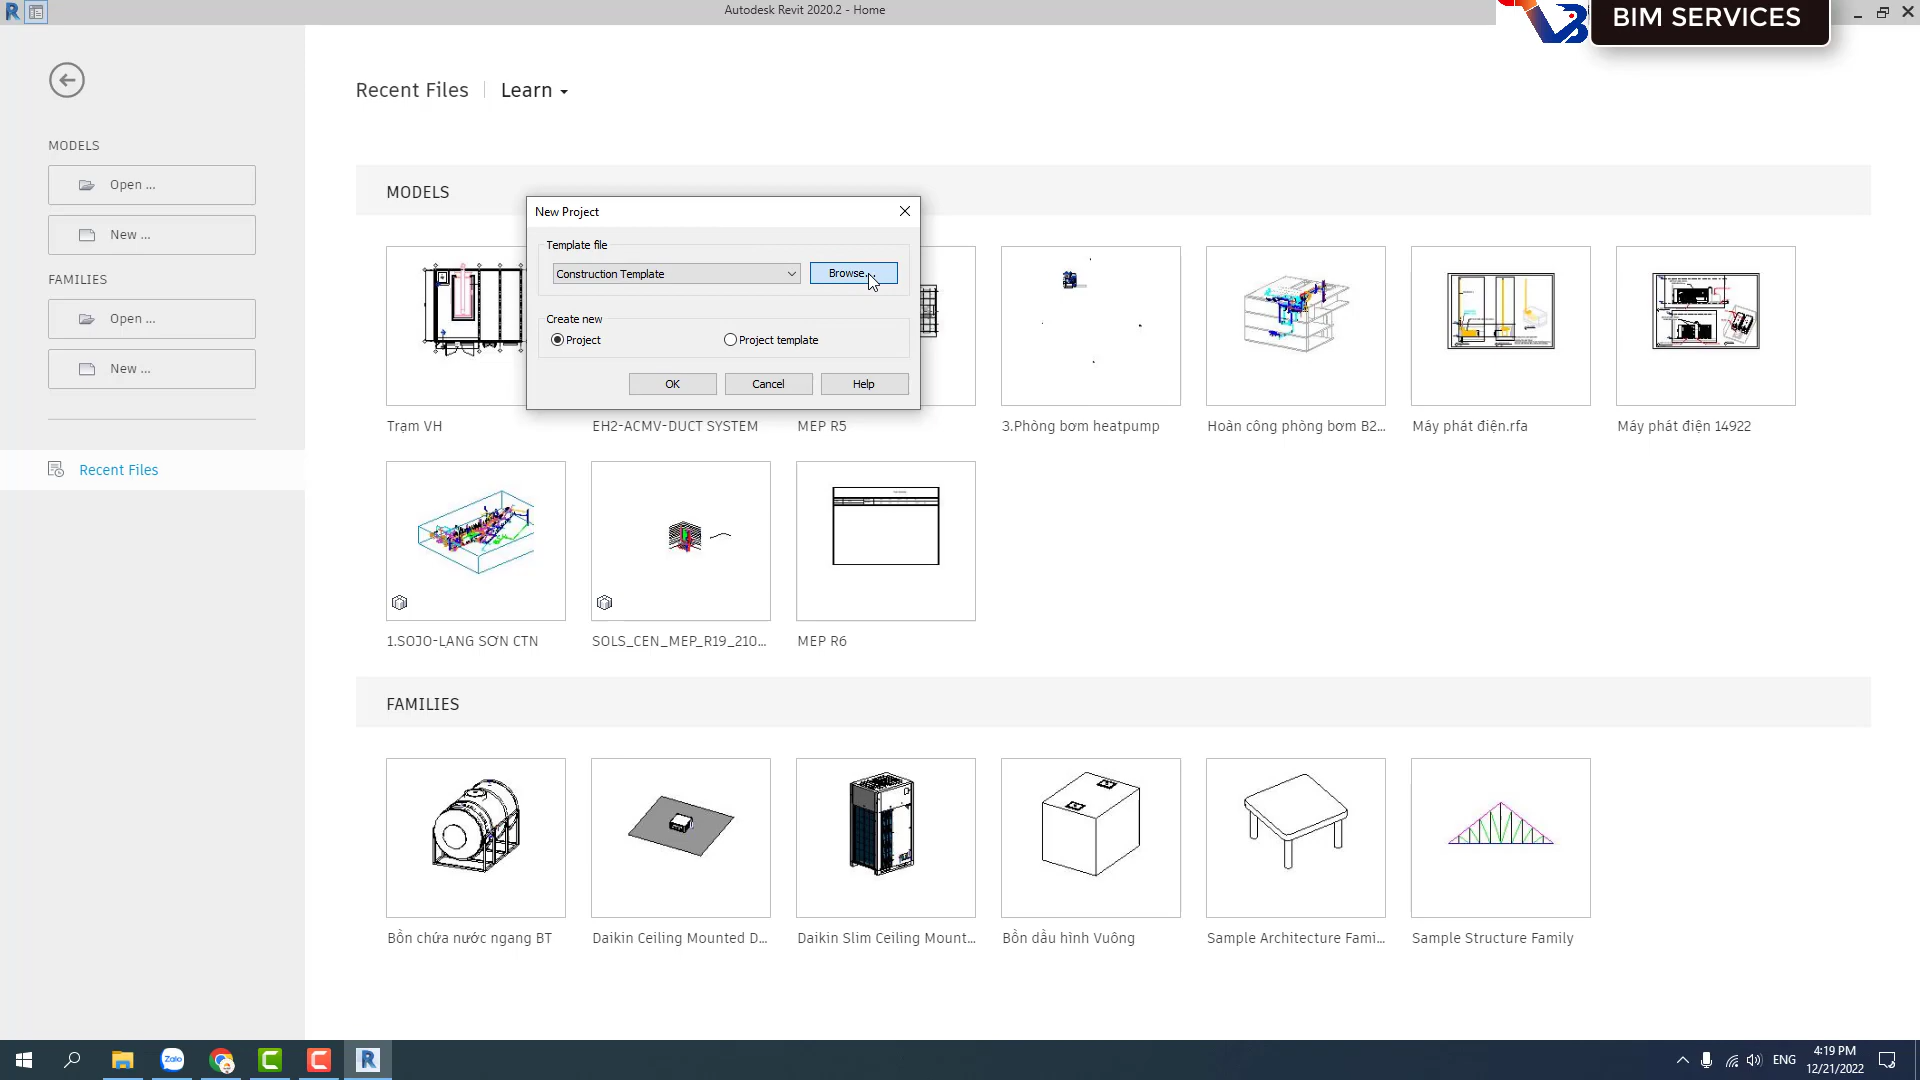 Autodesk Revit 2020.2 - Home
BIM SERVICES
Recent Files
Learn
MODELS
Open ...
New ...
FAMILIES
Open ...
New ...
Recent Files
MODELS
New Project
Template file
Construction Template
Browse...
Create new
Project
Project template
OK
Cancel
Help
Trạm VH
EH2-ACMV-DUCT SYSTEM
MEP R5
3.Phòng bơm heatpump
Hoàn công phòng bơm B2...
Máy phát điện.rfa
Máy phát điện 14922
1.SOJO-LẠNG SƠN CTN
SOLS_CEN_MEP_R19_210...
MEP R6
FAMILIES
Bồn chứa nước ngang BT
Daikin Ceiling Mounted D...
Daikin Slim Ceiling Mount...
Bồn dầu hình Vuông
Sample Architecture Fami...
Sample Structure Family
Zalo
ENG
4:19 PM
12/21/2022